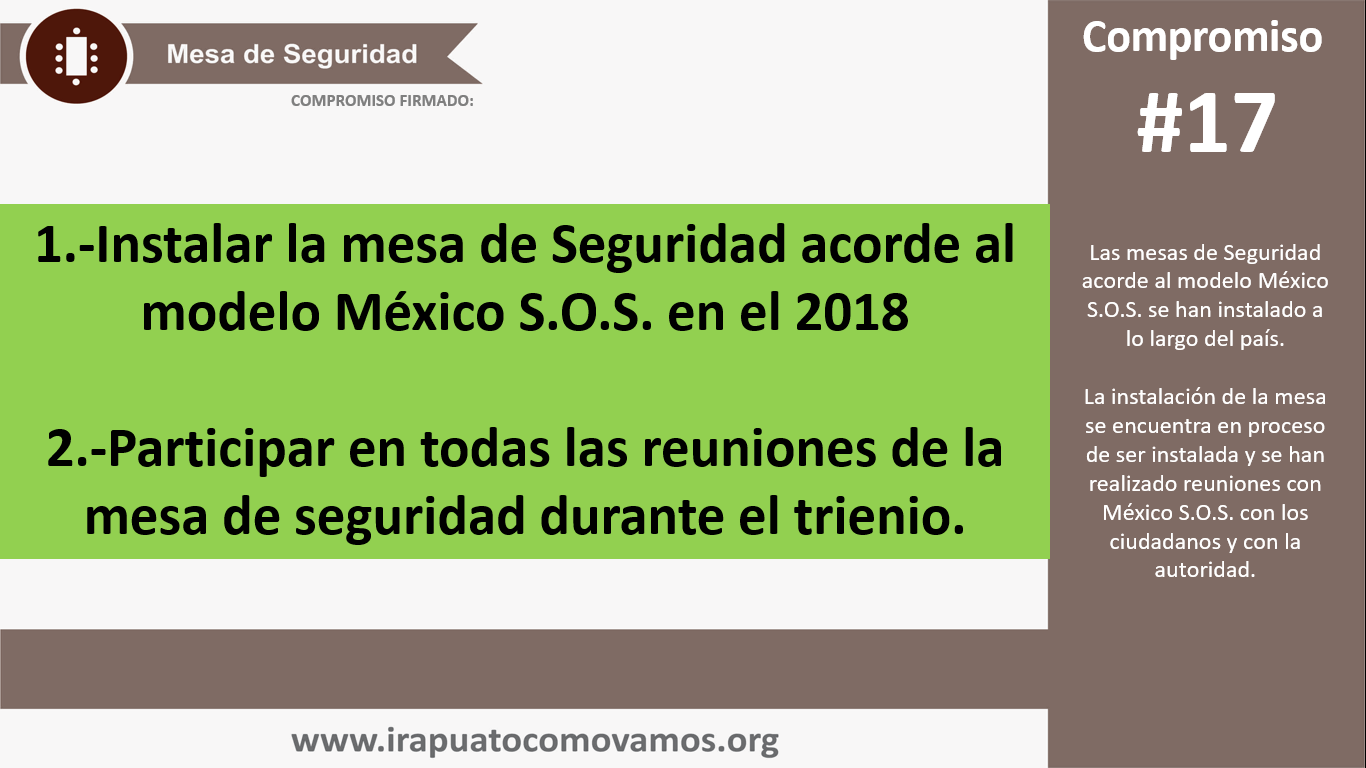 Mesa de Seguridad
COMPROMISO FIRMADO:
1.-Instalar la mesa de Seguridad acorde al
modelo México S.O.S. en el 2018
2.-Participar en todas las reuniones de la
mesa de seguridad durante el trienio.
www.irapuatocomovamos.org
Compromiso
#17
Las mesas de Seguridad
acorde al modelo México
S.O.S. se han instalado a
lo largo del país.
La instalación de la mesa
se encuentra en proceso
de ser instalada y se han
realizado reuniones con
México S.O.S. con los
ciudadanos y con la
autoridad.